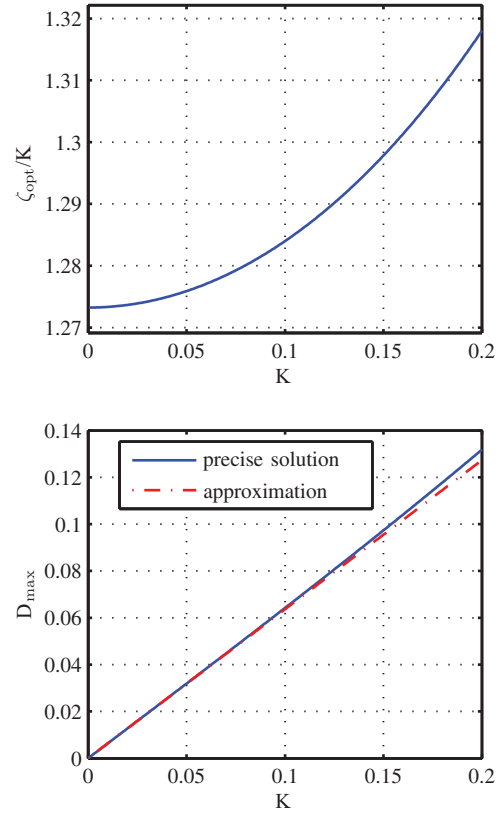 1.32
1.31
1.3
1.29
1.28
1.27
ζopt/K
0 0.05 0.1 0.15 0.2
K
0.14
0.12
0.1
0.08
0.06
0.04
0.02
0
Dmax
precise solution
approximation
0 0.05 0.1 0.15 0.2
K